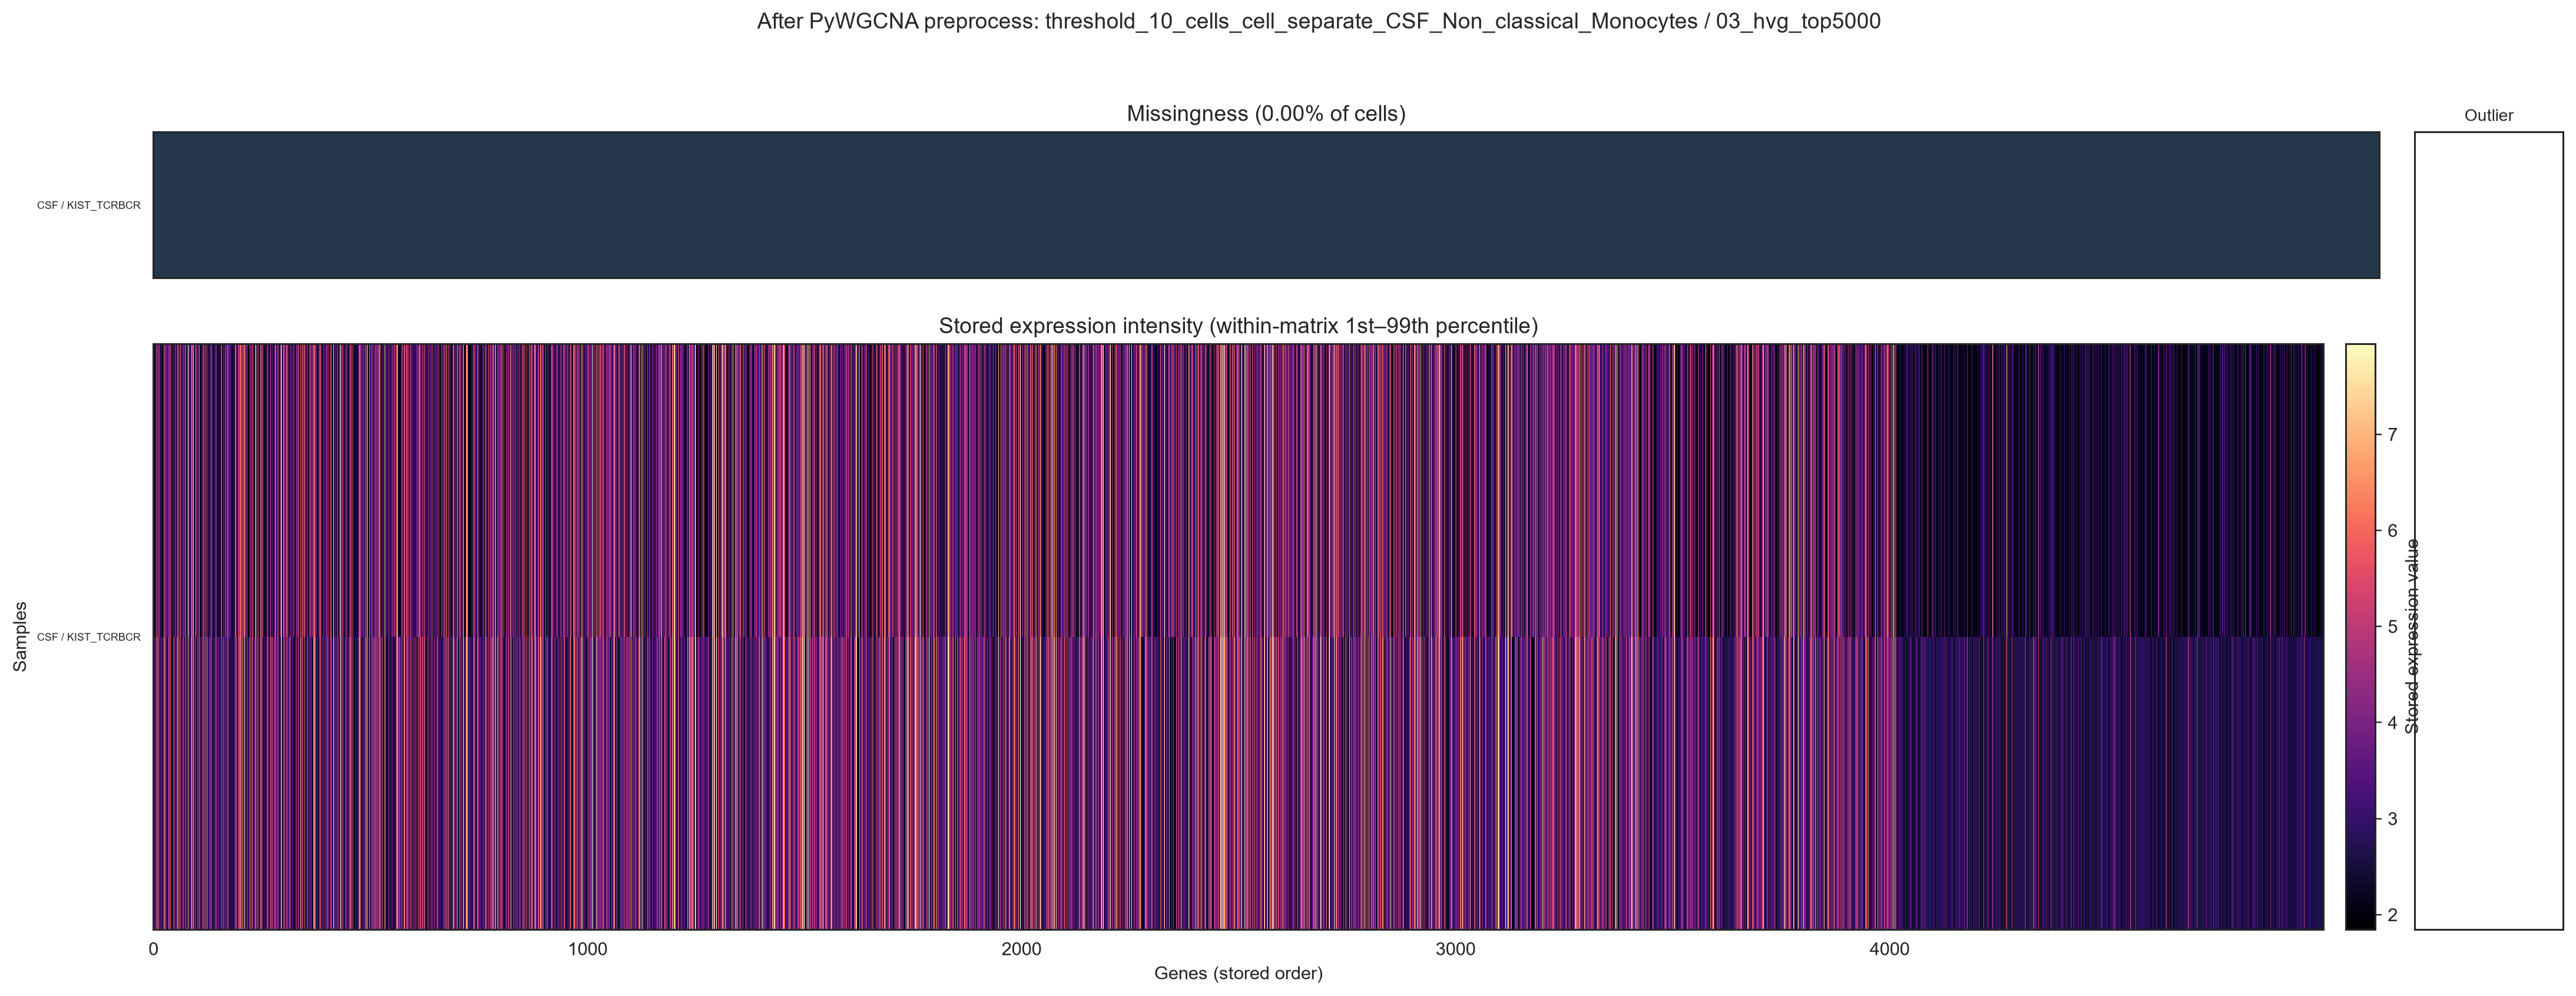 After PyWGCNA preprocess: threshold_10_cells_cell_separate_CSF_Non_classical_Monocytes / 03_hvg_top5000
Missingness (0.00% of cells)
Outlier
CSF / KIST_TCRBCR
Stored expression intensity (within-matrix 1st–99th percentile)
Samples
CSF / KIST_TCRBCR
7
6
5
4
3
2
Stored expression value
0
1000
2000
3000
4000
Genes (stored order)